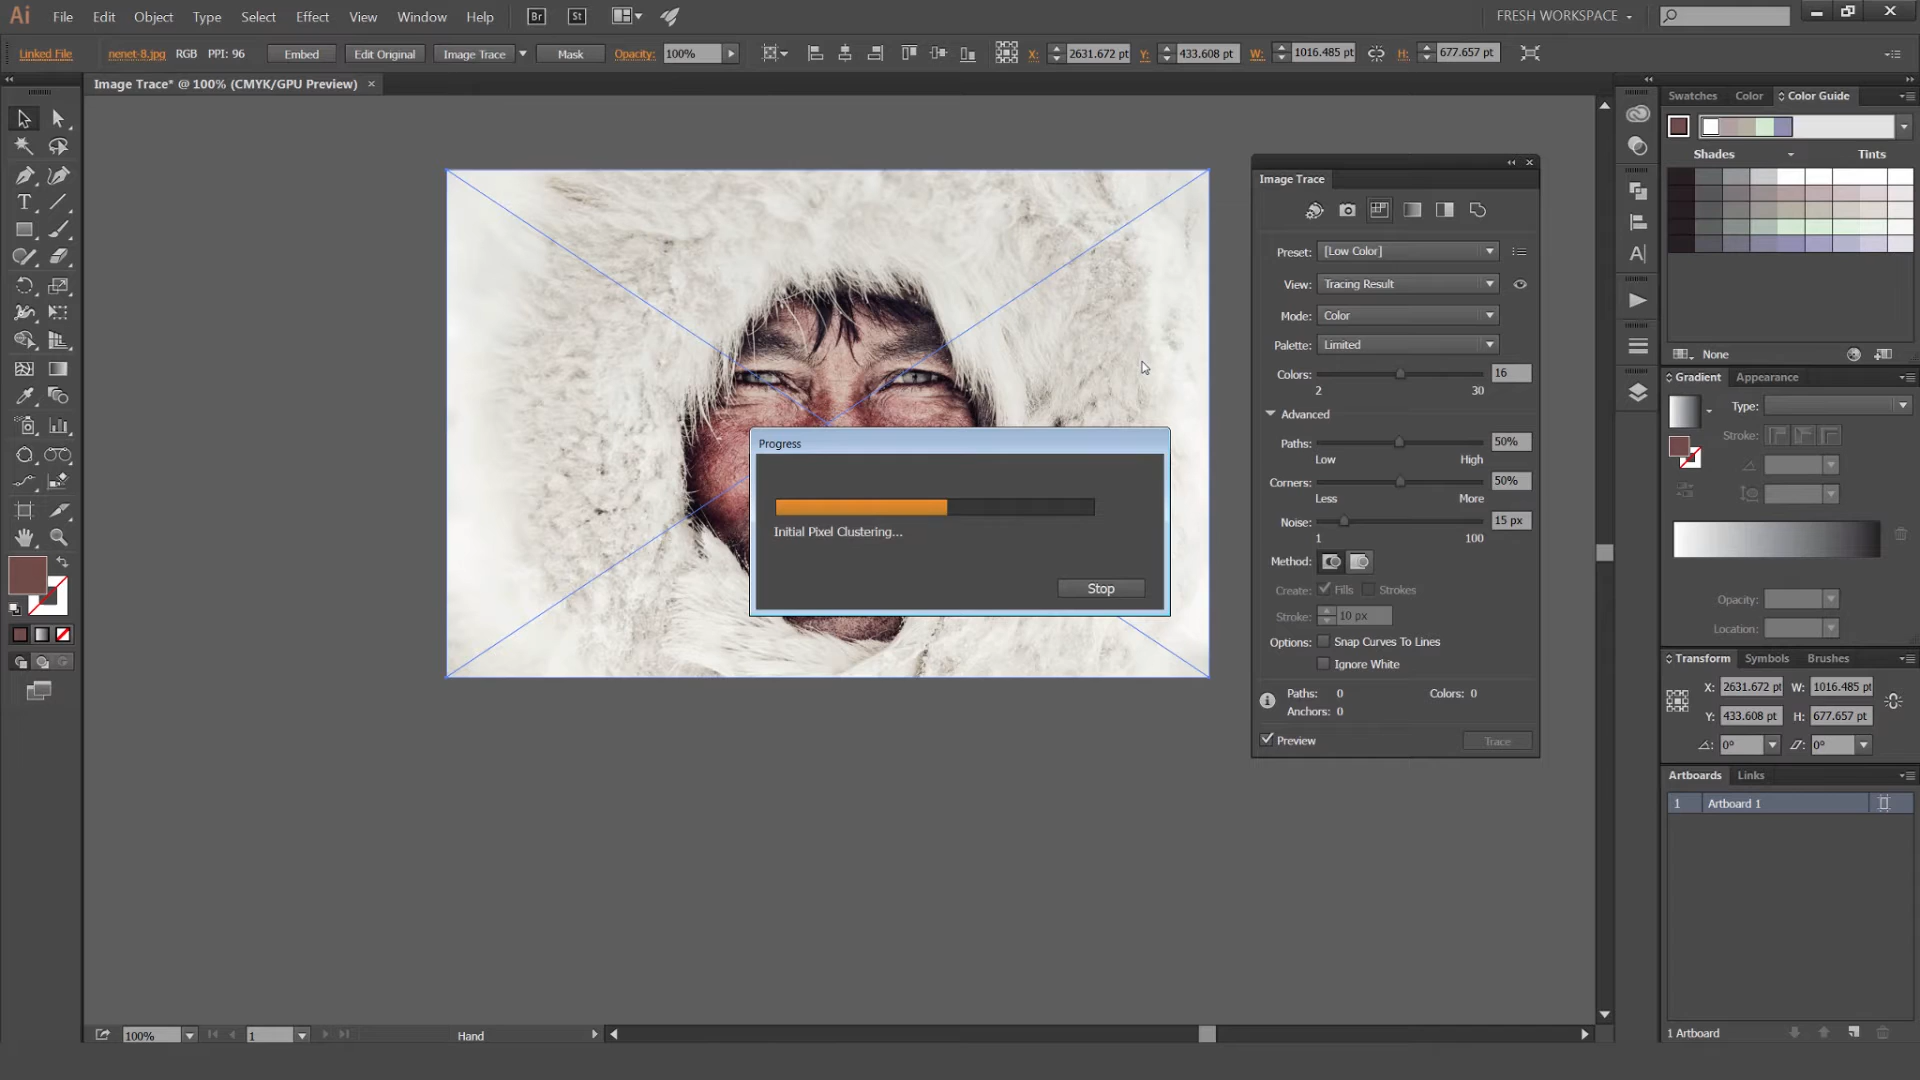 Ai File Edit Object Type Select Effect View Window Help Br St FRESH WORKSPACE
Linked File nenet-8.jpg RGB PPI: 96 Embed Edit Original Image Trace Mask Opacity: 100% X: 2631.672 pt Y: 433.608 pt W: 1016.485 pt H: 677.657 pt
Image Trace* @ 100% (CMYK/GPU Preview) ×
Swatches Color Color Guide
Shades Tints
None
Gradient Appearance
Type:
Stroke:
Opacity:
Location:
Transform Symbols Brushes
X: 2631.672 pt W: 1016.485 pt
Y: 433.608 pt H: 677.657 pt
0° 0°
Artboards Links
1 Artboard 1
1 Artboard
Image Trace
Preset: [Low Color]
View: Tracing Result
Mode: Color
Palette: Limited
Colors: 16
2 30
Advanced
Paths: 50%
Low High
Corners: 50%
Less More
Noise: 15 px
1 100
Method:
Create: Fills Strokes
Stroke: 10 px
Options: Snap Curves To Lines
Ignore White
Paths: 0 Colors: 0
Anchors: 0
Preview Trace
Progress
Initial Pixel Clustering...
Stop
100% 1 Hand